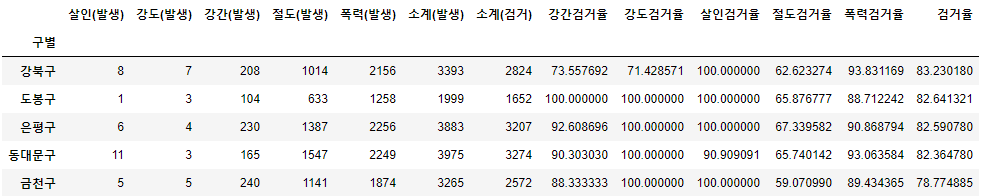 살인(발생) 강도(발생) 강간(발생) 절도(발생) 폭력(발생) 소계(발생) 소계(검거) 강간검거율 강도검거율 살인검거율 절도검거율 폭력검거율 검거율
구별
강북구 8 7 208 1014 2156 3393 2824 73.557692 71.428571 100.000000 62.623274 93.831169 83.230180
도봉구 1 3 104 633 1258 1999 1652 100.000000 100.000000 100.000000 65.876777 88.712242 82.641321
은평구 6 4 230 1387 2256 3883 3207 92.608696 100.000000 100.000000 67.339582 90.868794 82.590780
동대문구 11 3 165 1547 2249 3975 3274 90.303030 100.000000 90.909091 65.740142 93.063584 82.364780
금천구 5 5 240 1141 1874 3265 2572 88.333333 100.000000 100.000000 59.070990 89.434365 78.774885